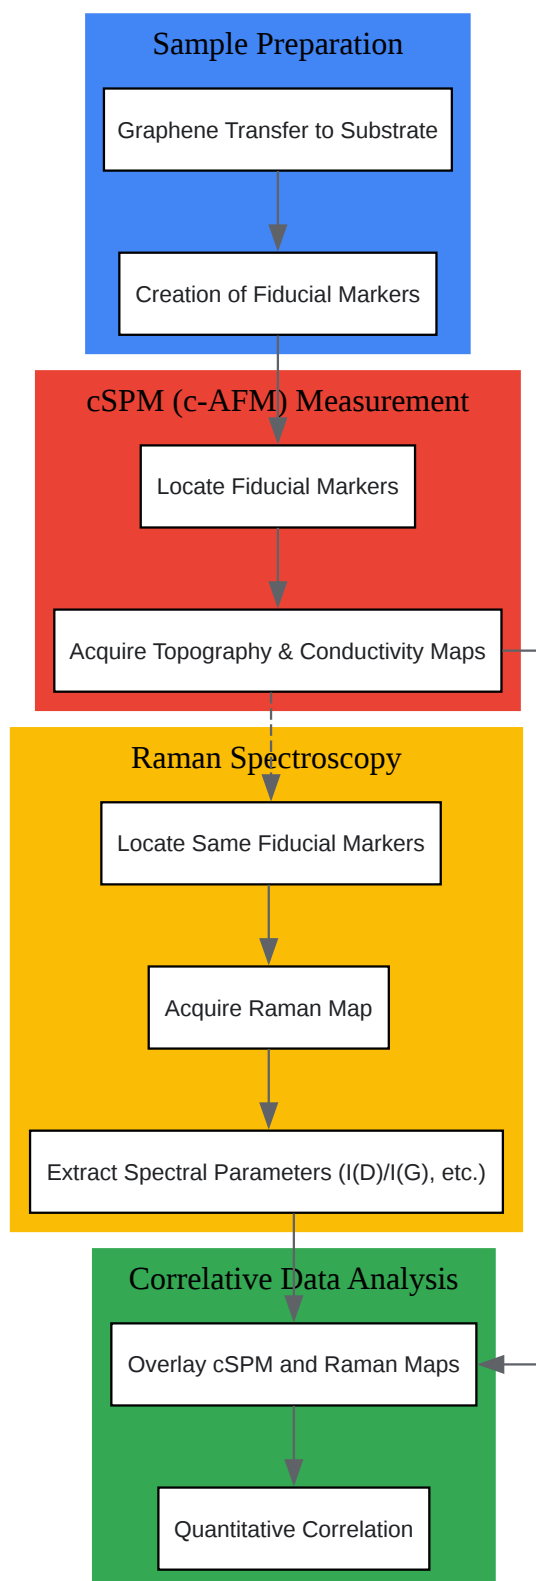 Sample Preparation
Graphene Transfer to Substrate
Creation of Fiducial Markers
cSPM (c-AFM) Measurement
Locate Fiducial Markers
Acquire Topography & Conductivity Maps
Raman Spectroscopy
Locate Same Fiducial Markers
Acquire Raman Map
Extract Spectral Parameters (I(D)/I(G), etc.)
Correlative Data Analysis
Overlay cSPM and Raman Maps
Quantitative Correlation